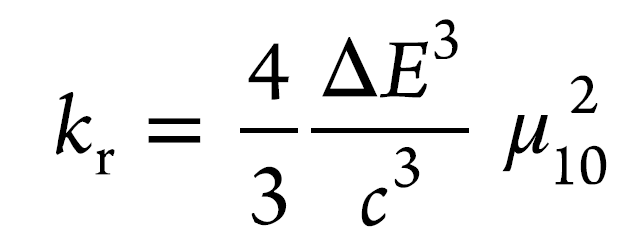 k_r = \frac{4}{3} \frac{\Delta E^3}{c^3} \mu_{10}^2